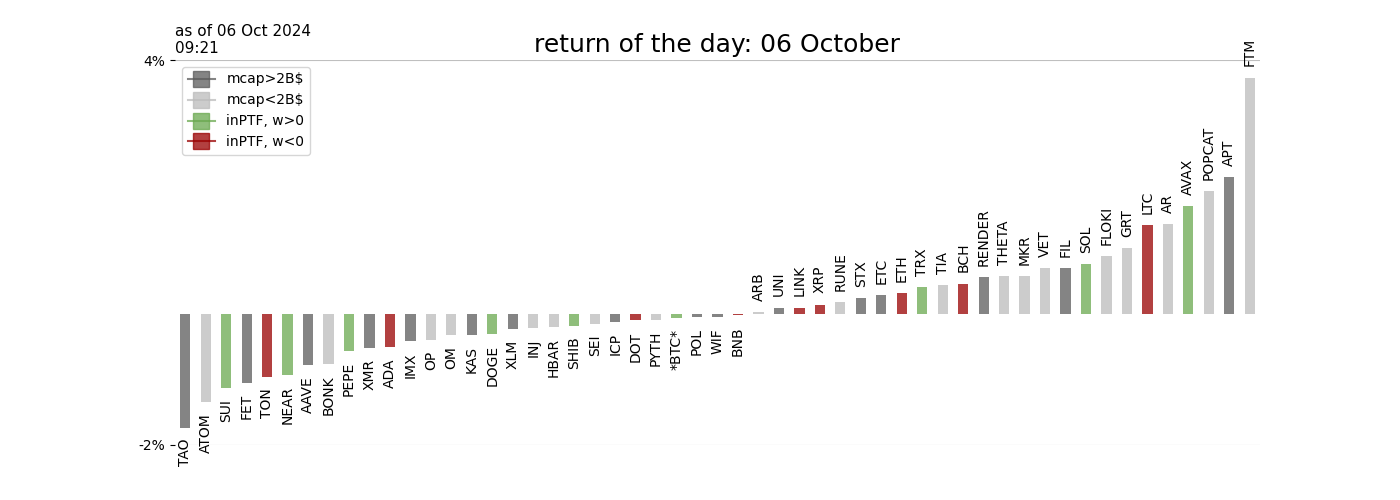 as of 06 Oct 2024
09:21
return of the day: 06 October
4%
-2%
mcap>2B$
mcap<2B$
inPTF, w>0
inPTF, w<0
TAO
ATOM
SUI
FET
TON
NEAR
AAVE
BONK
PEPE
XMR
ADA
IMX
OP
OM
KAS
DOGE
XLM
INJ
HBAR
SHIB
SEI
ICP
DOT
PYTH
*BTC*
POL
WIF
BNB
ARB
UNI
LINK
XRP
RUNE
STX
ETC
ETH
TRX
TIA
BCH
RENDER
THETA
MKR
VET
FIL
SOL
FLOKI
GRT
LTC
AR
AVAX
POPCAT
APT
FTM